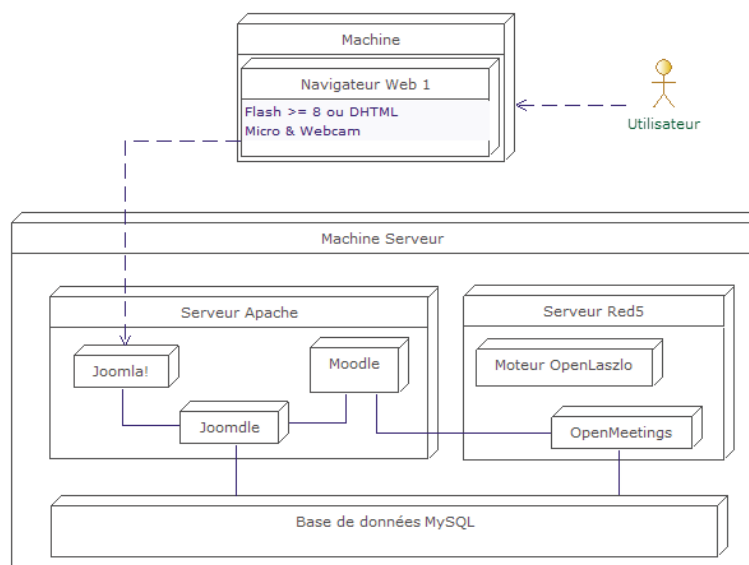 Machine
Navigateur Web 1
Flash >= 8 ou DHTML
Micro & Webcam
Utilisateur
Machine Serveur
Serveur Apache
Serveur Red5
Joomla!
Moodle
Moteur OpenLaszlo
Joomdle
OpenMeetings
Base de données MySQL